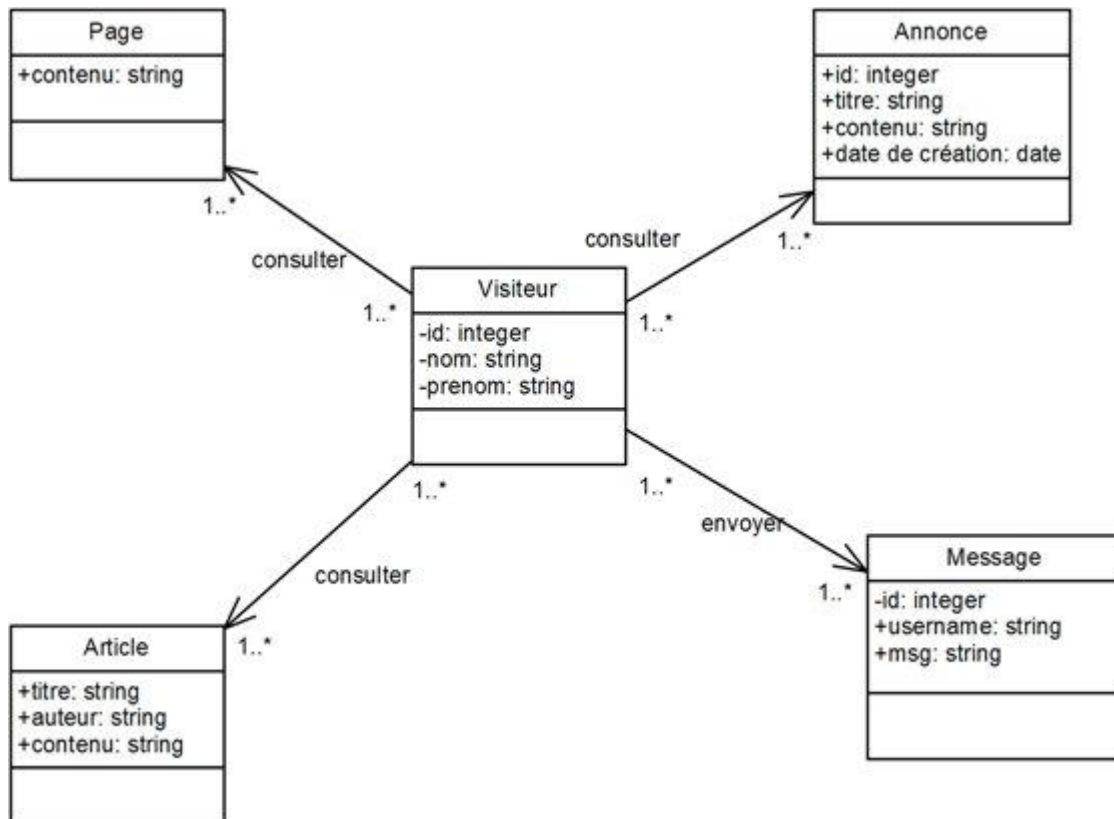 Page
+contenu: string
Annonce
+id: integer
+titre: string
+contenu: string
+date de création: date
1..*
consulter
1..*
consulter
1..*
1..*
Visiteur
-id: integer
-nom: string
-prenom: string
1..*
1..*
envoyer
1..*
consulter
1..*
Message
-id: integer
+username: string
+msg: string
Article
+titre: string
+auteur: string
+contenu: string